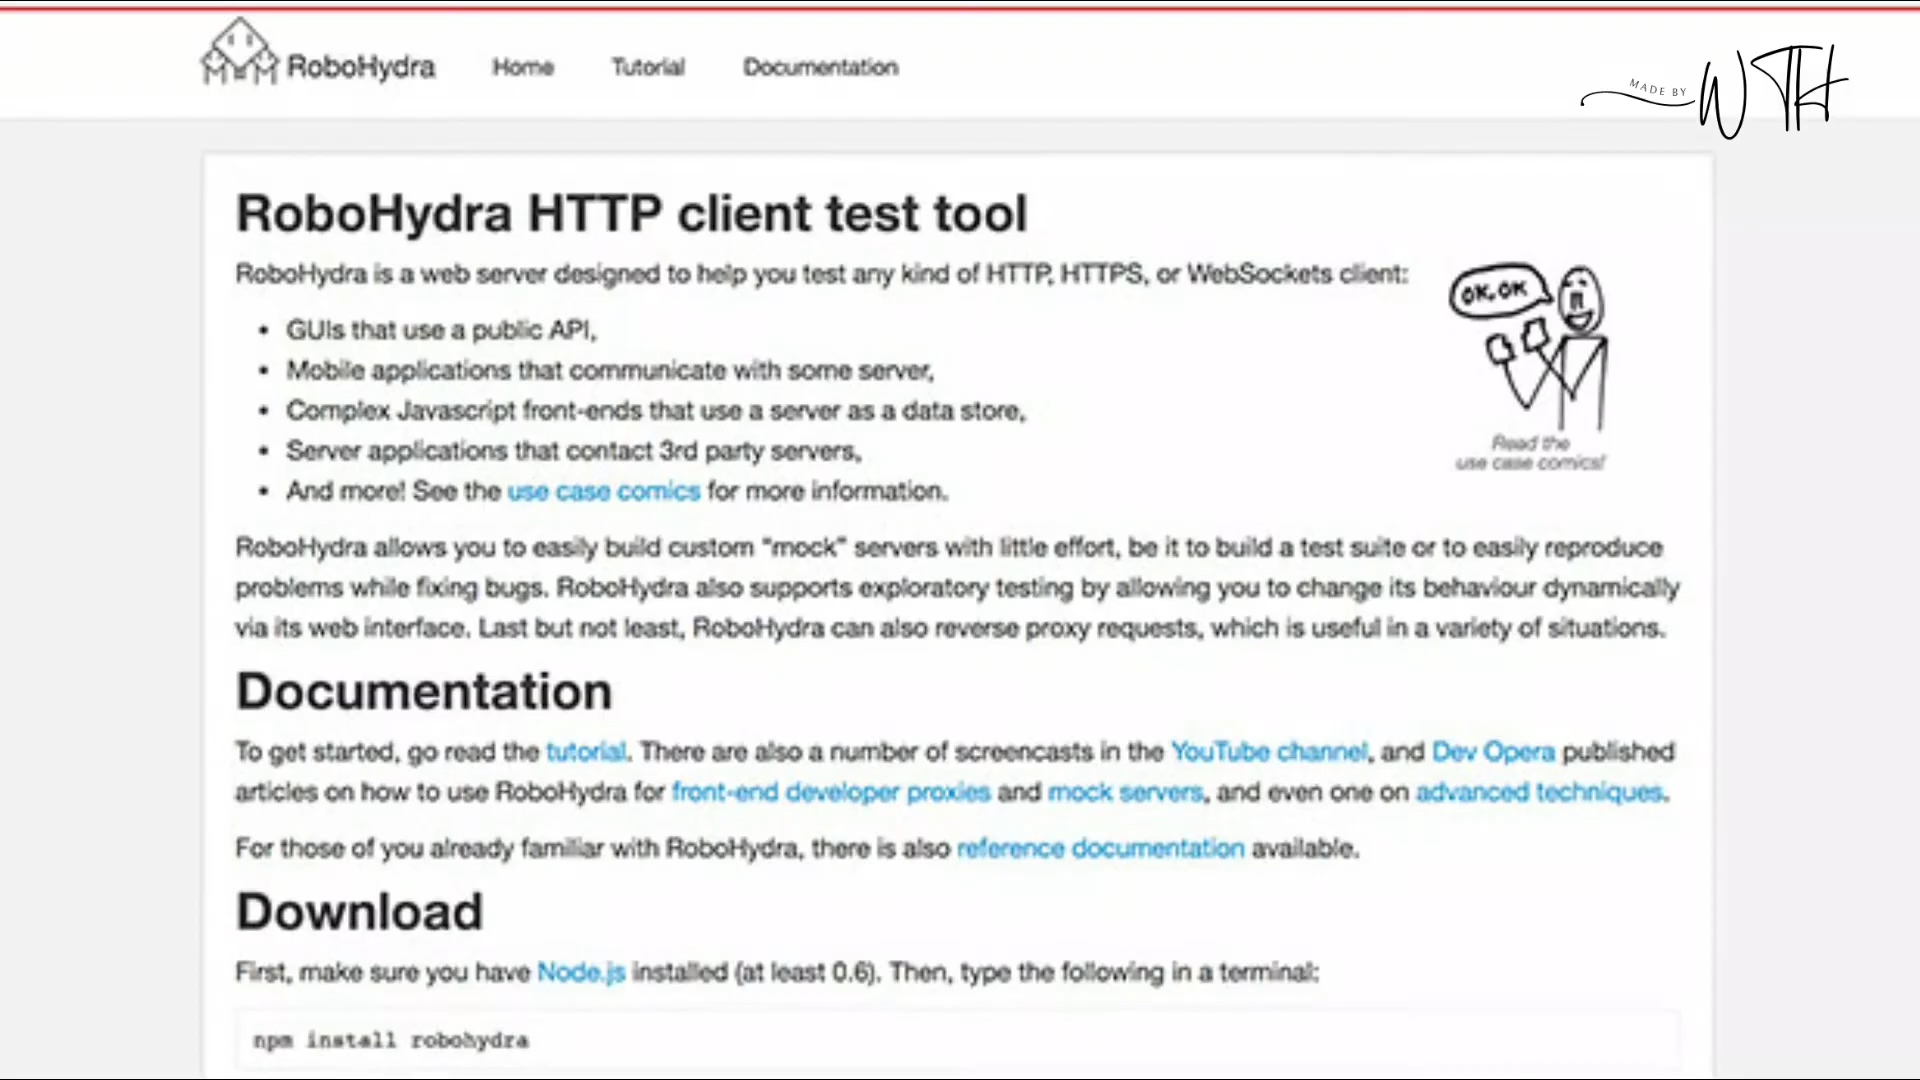 RoboHydra Home Tutorial Documentation
MADE BY WTH
RoboHydra HTTP client test tool
RoboHydra is a web server designed to help you test any kind of HTTP, HTTPS, or WebSockets client:
• GUIs that use a public API,
• Mobile applications that communicate with some server,
• Complex Javascript front-ends that use a server as a data store,
• Server applications that contact 3rd party servers,
• And more! See the use case comics for more information.
OK, OK
Read the
use case comics!
RoboHydra allows you to easily build custom "mock" servers with little effort, be it to build a test suite or to easily reproduce
problems while fixing bugs. RoboHydra also supports exploratory testing by allowing you to change its behaviour dynamically
via its web interface. Last but not least, RoboHydra can also reverse proxy requests, which is useful in a variety of situations.
Documentation
To get started, go read the tutorial. There are also a number of screencasts in the YouTube channel, and Dev Opera published
articles on how to use RoboHydra for front-end developer proxies and mock servers, and even one on advanced techniques.
For those of you already familiar with RoboHydra, there is also reference documentation available.
Download
First, make sure you have Node.js installed (at least 0.6). Then, type the following in a terminal:
npm install robohydra